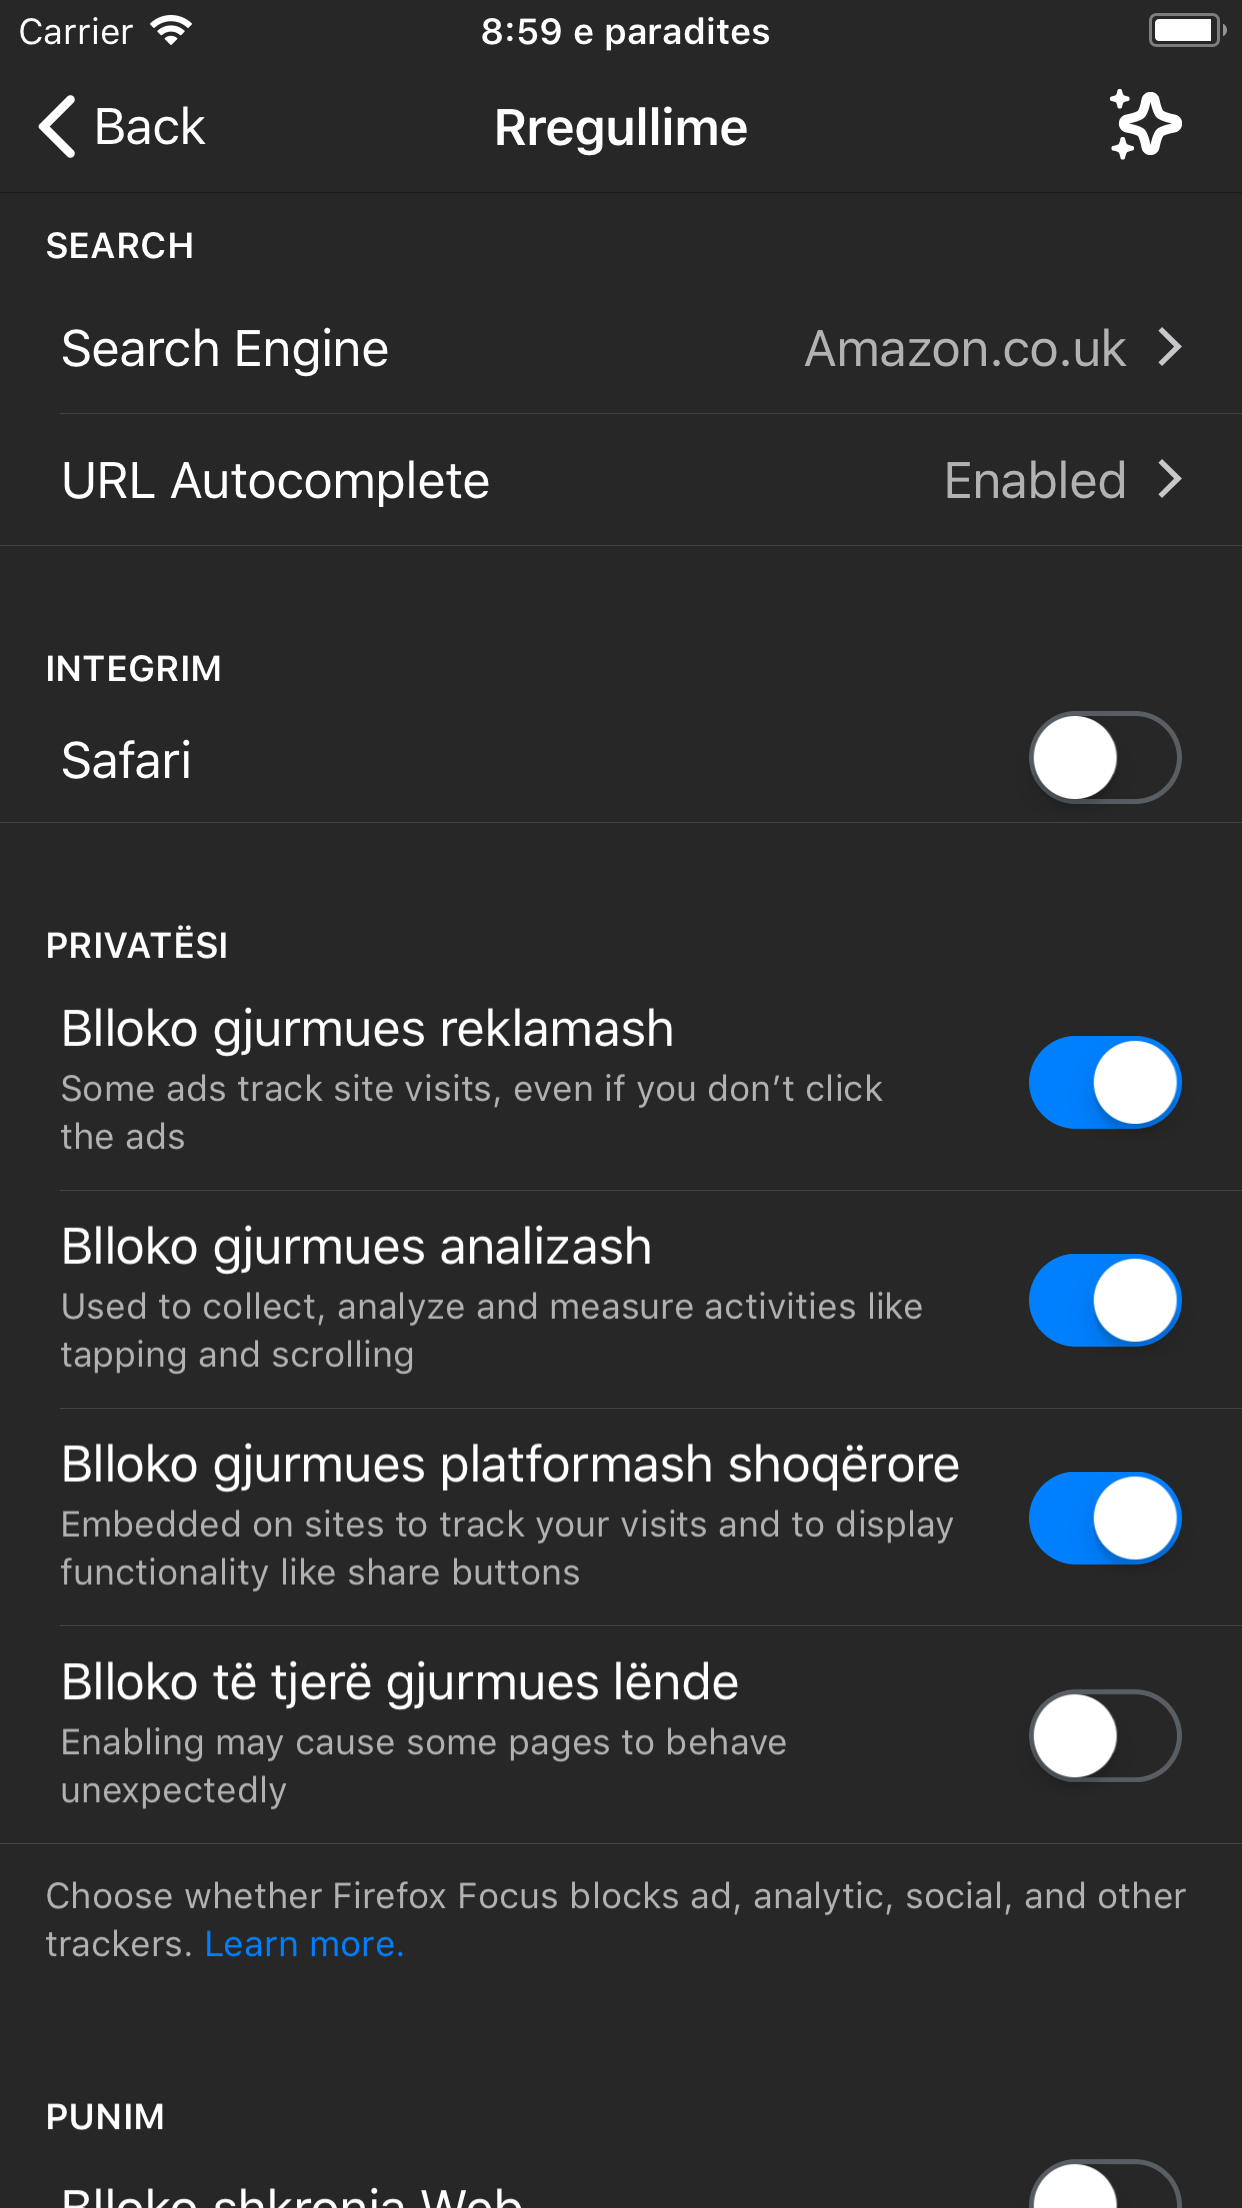 Carrier
8:59 e paradites
Back
Rregullime
SEARCH
Search Engine
Amazon.co.uk
URL Autocomplete
Enabled
INTEGRIM
Safari
PRIVATËSI
Blloko gjurmues reklamash
Some ads track site visits, even if you don’t click
the ads
Blloko gjurmues analizash
Used to collect, analyze and measure activities like
tapping and scrolling
Blloko gjurmues platformash shoqërore
Embedded on sites to track your visits and to display
functionality like share buttons
Blloko të tjerë gjurmues lënde
Enabling may cause some pages to behave
unexpectedly
Choose whether Firefox Focus blocks ad, analytic, social, and other
trackers. Learn more.
PUNIM
Blloko shkronja Web